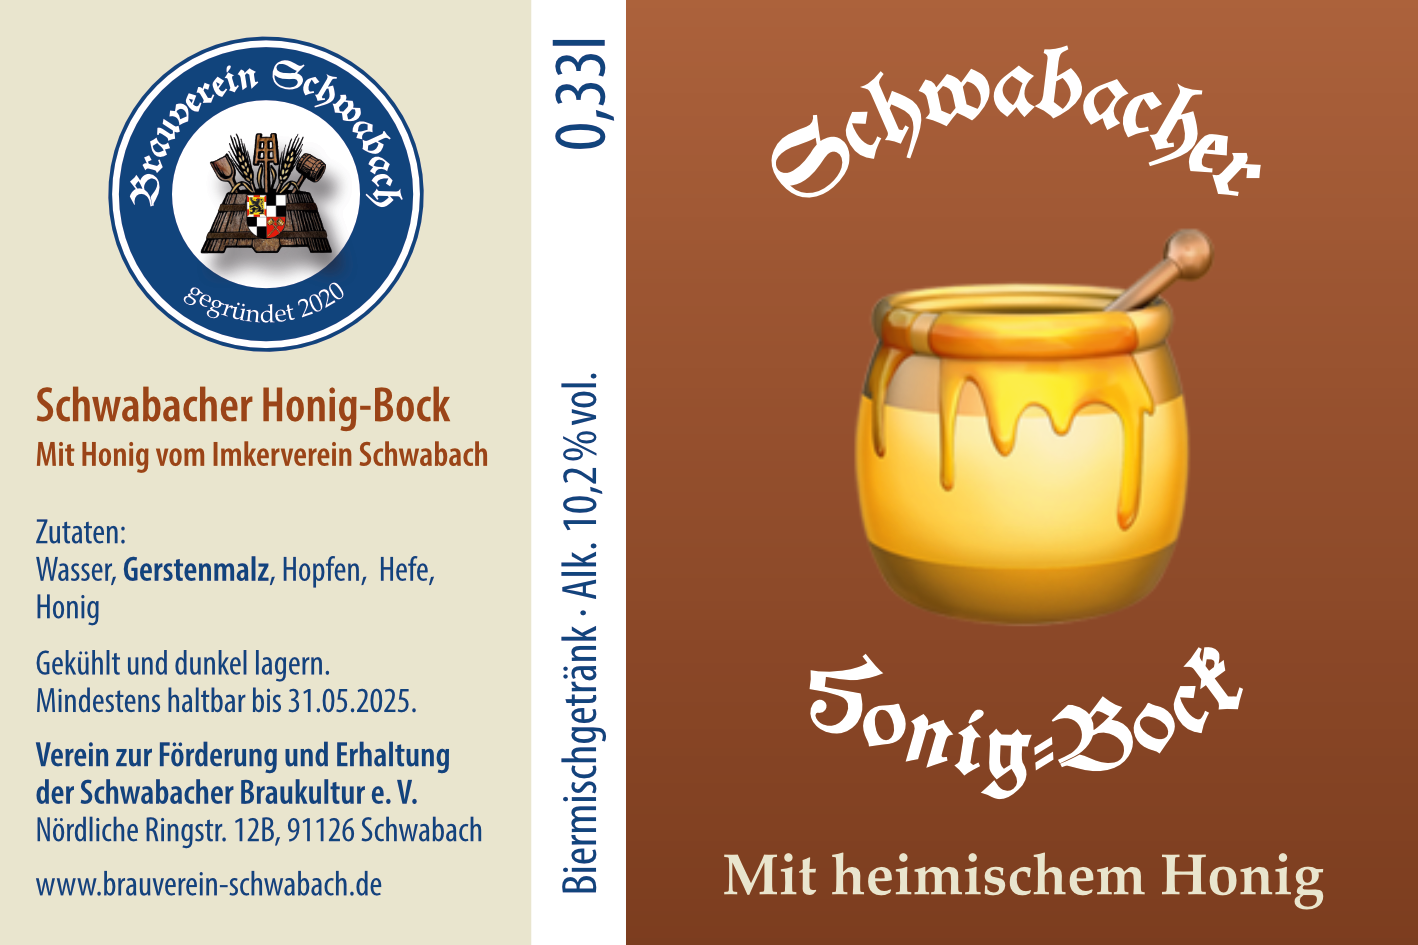 Brauverein Schwabach
gegründet 2020
Schwabacher Honig-Bock
Mit Honig vom Imkerverein Schwabach
Zutaten:
Wasser, Gerstenmalz, Hopfen, Hefe,
Honig
Gekühlt und dunkel lagern.
Mindestens haltbar bis 31.05.2025.
Verein zur Förderung und Erhaltung
der Schwabacher Braukultur e. V.
Nördliche Ringstr. 12B, 91126 Schwabach
www.brauverein-schwabach.de
Biermischgetränk · Alk. 10,2 % vol.
0,33l
Schwabacher
Honig=Bock
Mit heimischem Honig